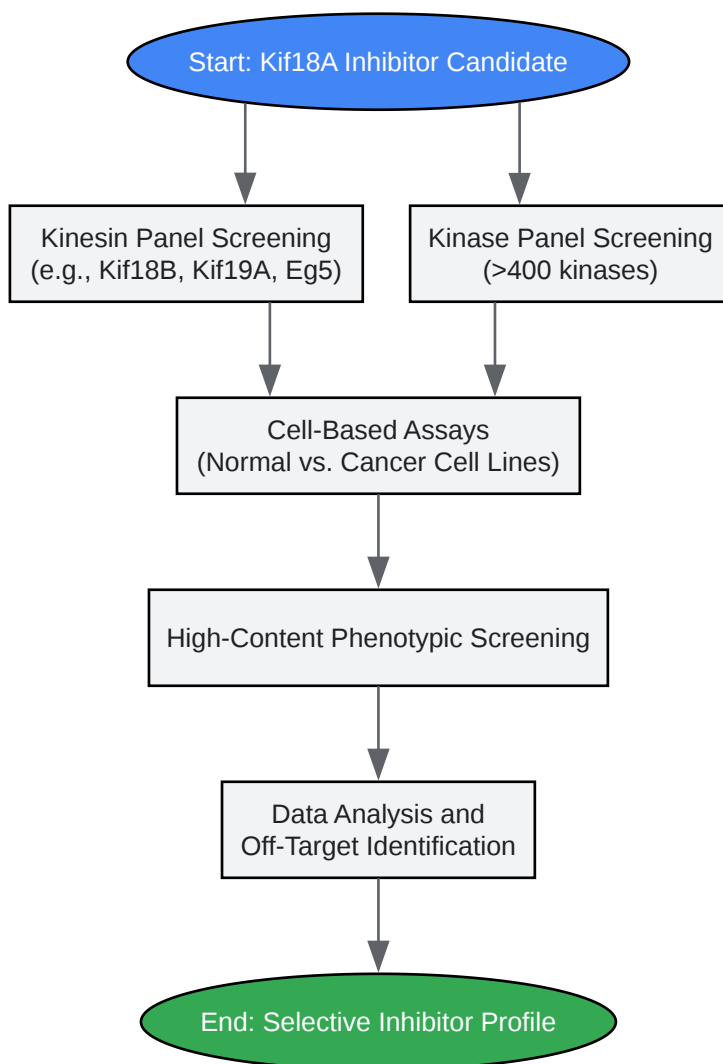 Start: Kif18A Inhibitor Candidate
Kinesin Panel Screening
(e.g., Kif18B, Kif19A, Eg5)
Kinase Panel Screening
(>400 kinases)
Cell-Based Assays
(Normal vs. Cancer Cell Lines)
High-Content Phenotypic Screening
Data Analysis and
Off-Target Identification
End: Selective Inhibitor Profile